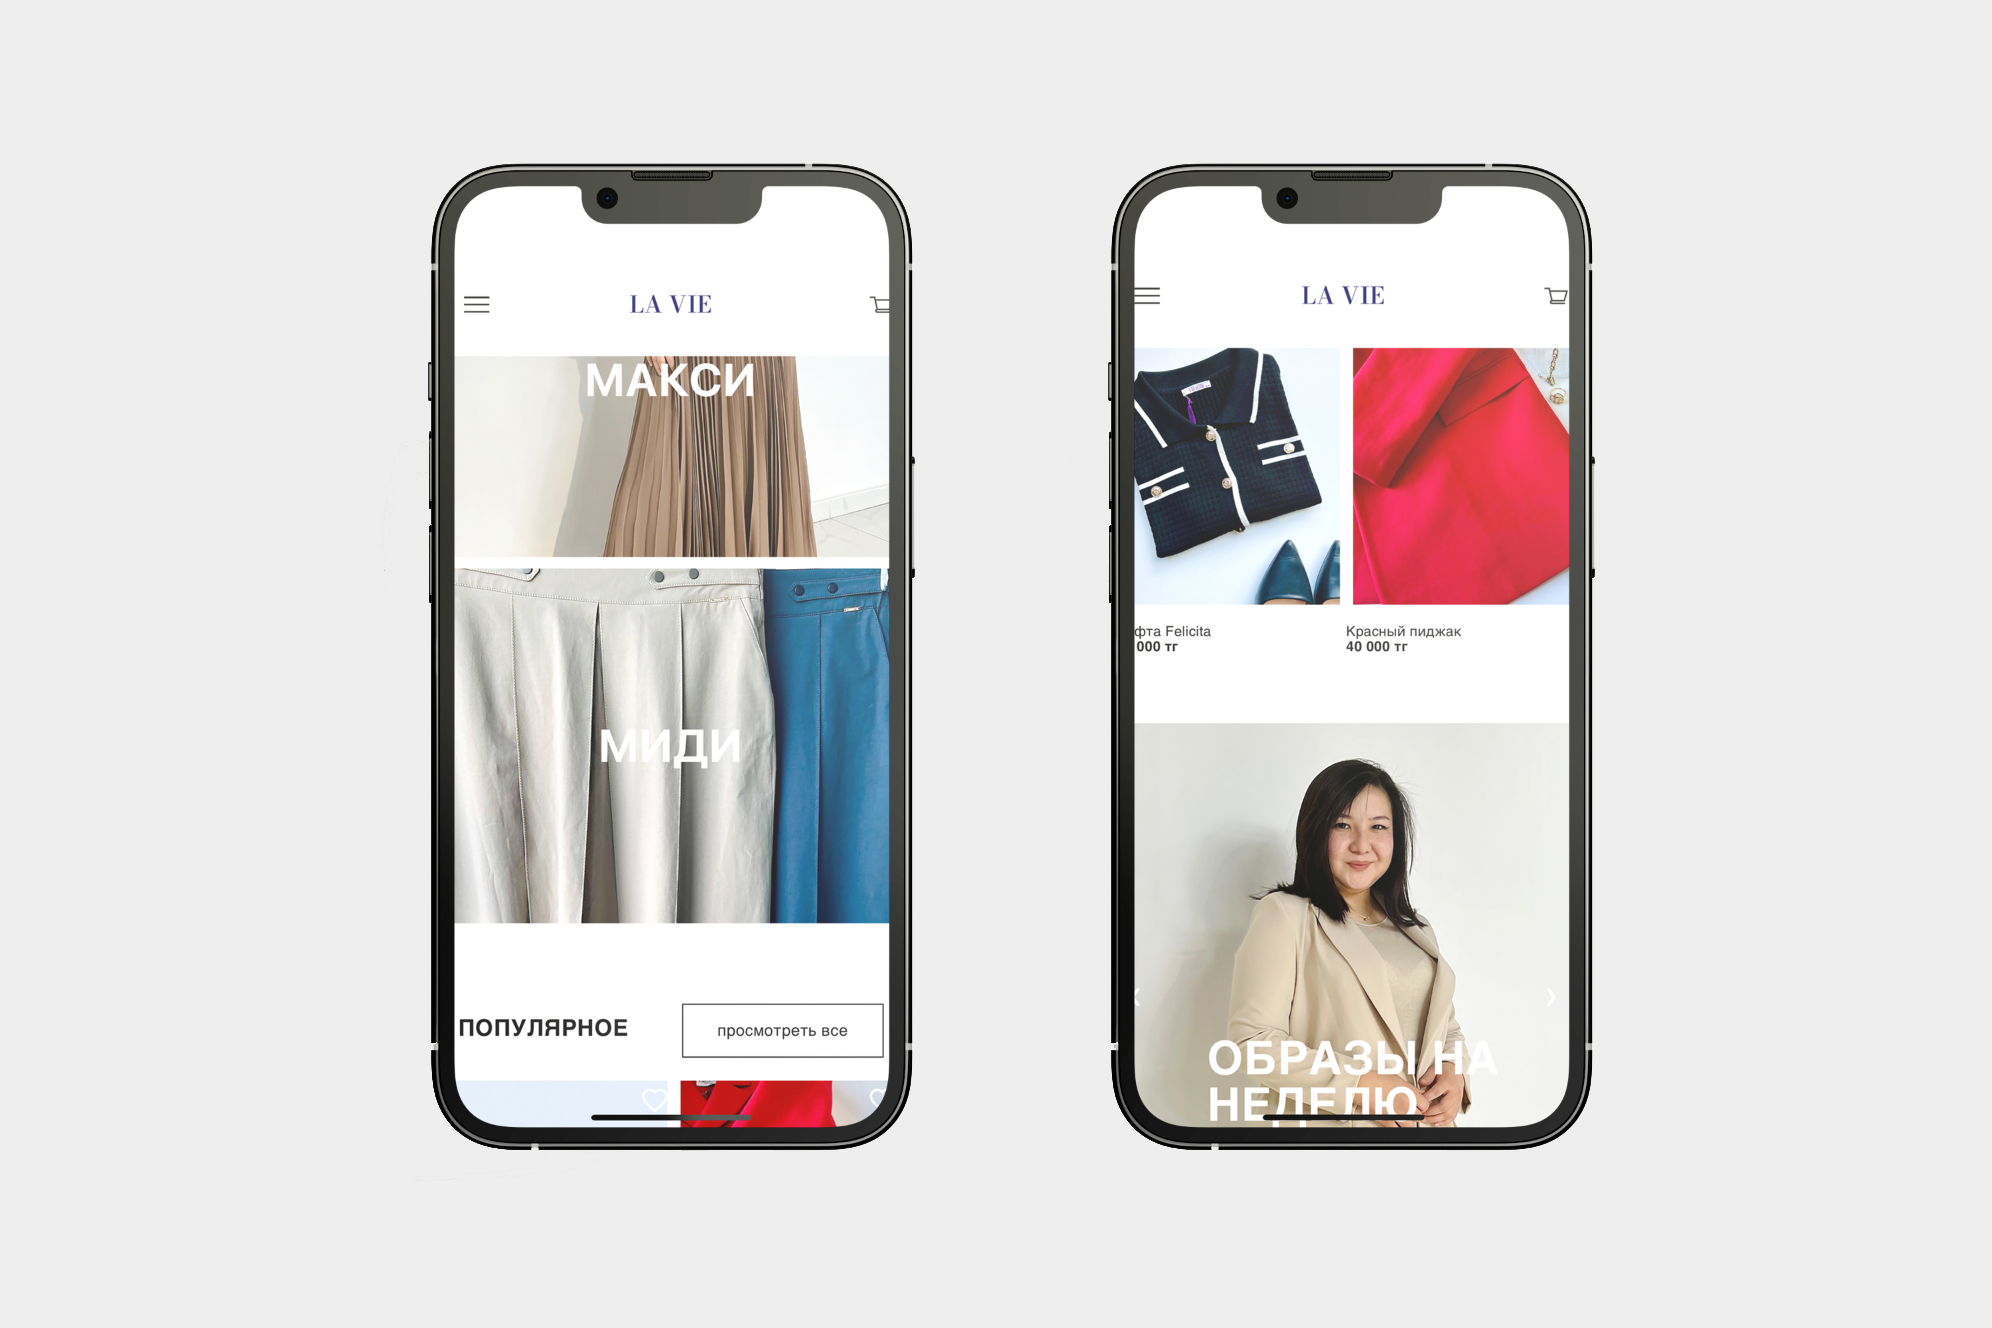 LA VIE
МАКСИ
МИДИ
ПОПУЛЯРНОЕ
просмотреть все
LA VIE
фта Felicita
000 тг
Красный пиджак
40 000 тг
ОБРАЗЫ НА
НЕДЕЛЮ